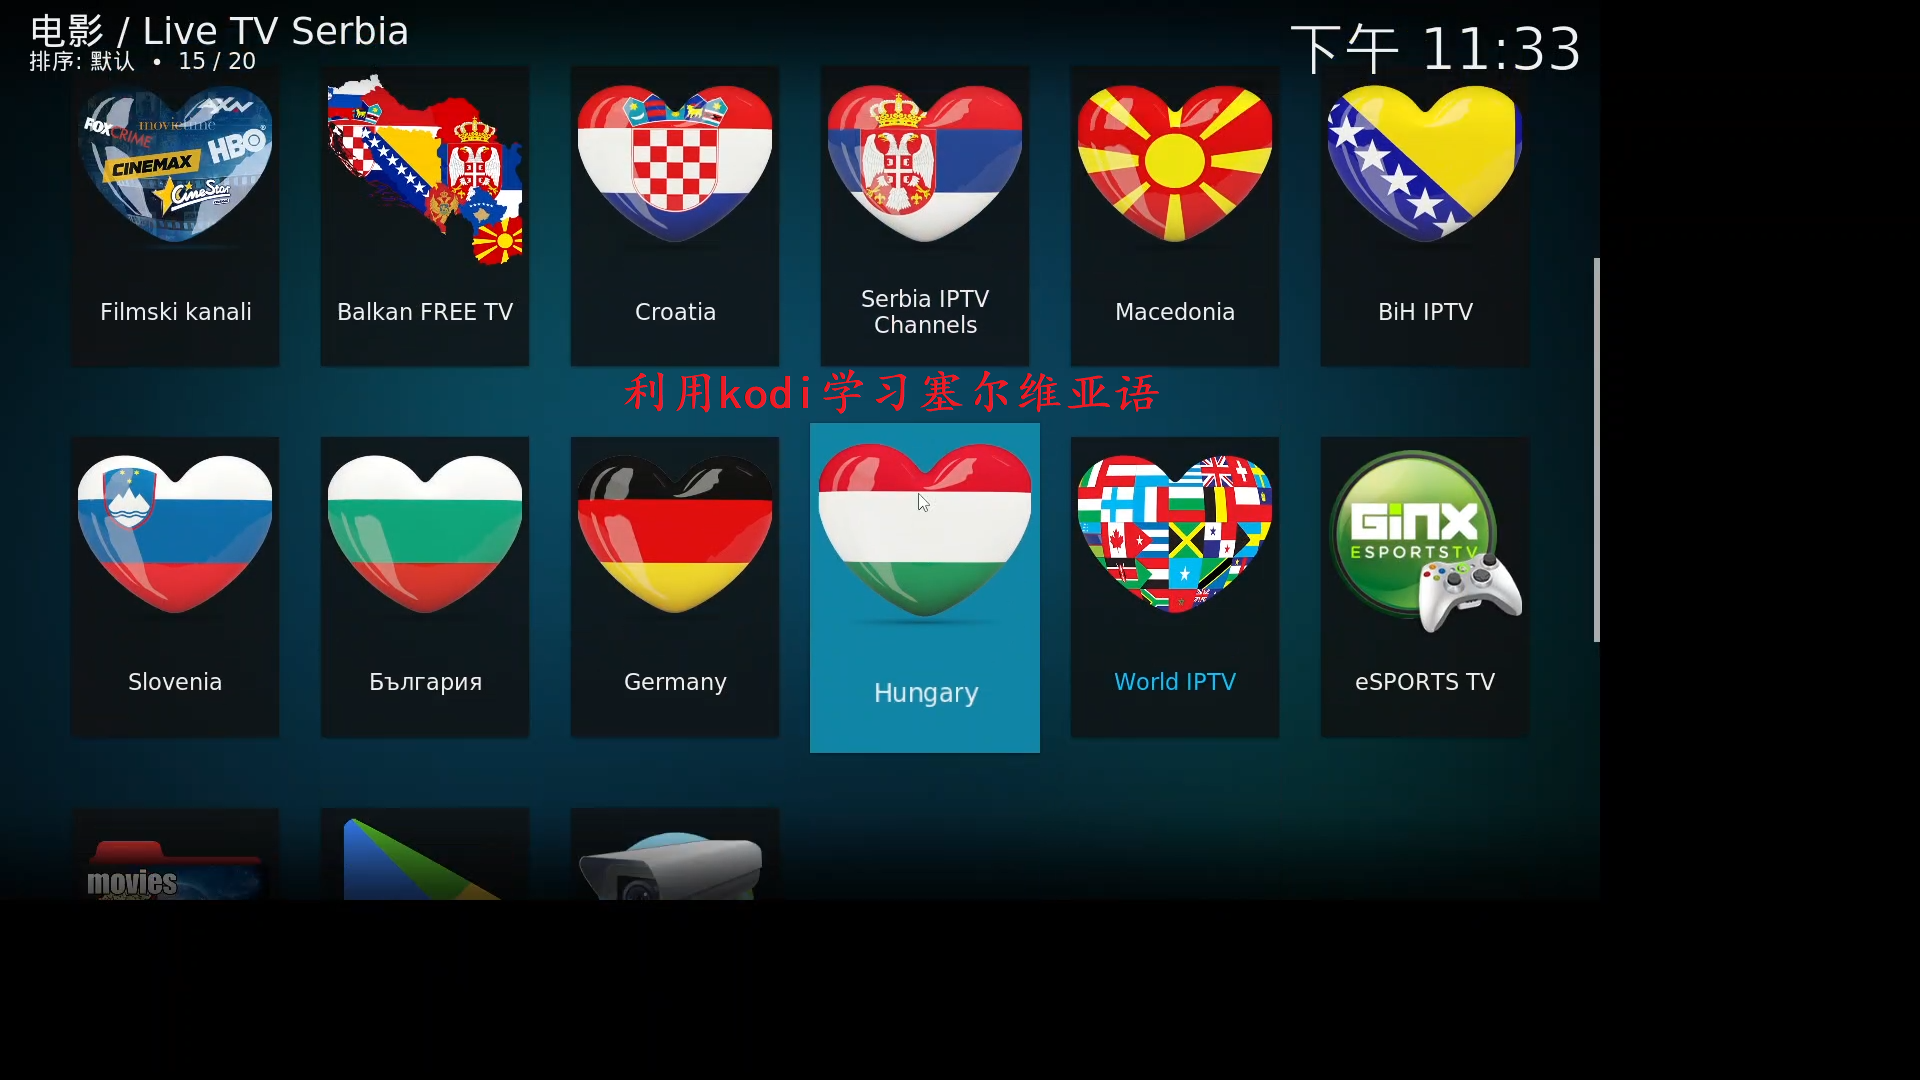 电影 / Live TV Serbia
排序: 默认 • 15 / 20
下午 11:33
FOX CRIME
movietime
AXN
HBO
CINEMAX
CineStar
Filmski kanali
Balkan FREE TV
Croatia
Serbia IPTV
Channels
Macedonia
BiH IPTV
利用kodi学习塞尔维亚语
GINX
ESPORTSTV
Slovenia
България
Germany
Hungary
World IPTV
eSPORTS TV
movies